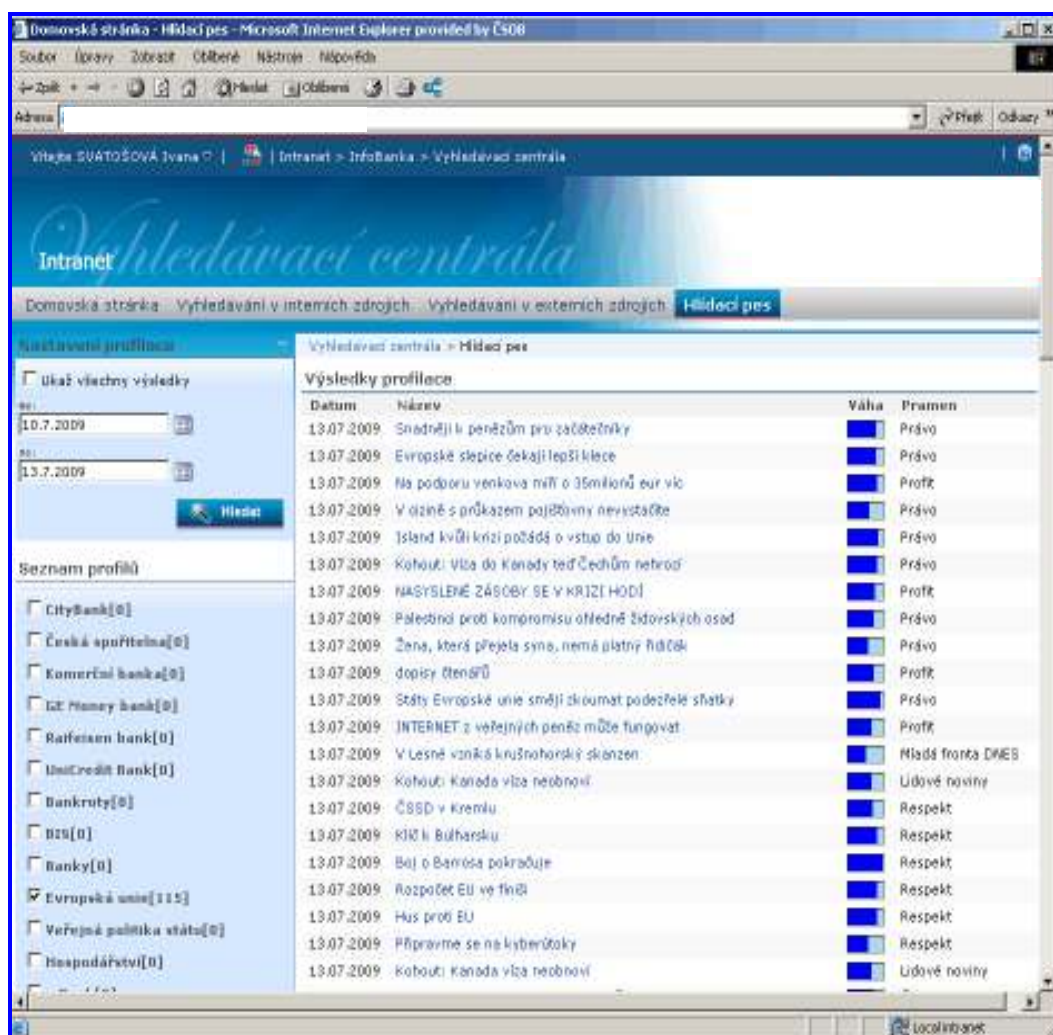 Domovská stránka - Hlídací pes - Microsoft Internet Explorer provided by ČSOB
Soubor Úpravy Zobrazit Oblíbené Nástroje Nápověda
Zpět Hledat Oblíbené
Adresa Přejít Odkazy
Vítejte SVATOŠOVÁ Ivana | Intranet > InfoBanka > Vyhledávací centrála
Vyhledávací centrála
Intranet
Domovská stránka Vyhledávání v interních zdrojích Vyhledávání v externích zdrojích Hlídací pes
Nastavení profilace
Ukaž všechny výsledky
10.7.2009
13.7.2009
Hledat
Seznam profilů
CityBank[0]
Česká spořitelna[0]
Komerční banka[0]
GE Money bank[0]
Raifeisen bank[0]
UniCredit Bank[0]
Bankroty[0]
BIS[0]
Banky[0]
Evropská unie[115]
Veřejná politika státu[0]
Hospodářství[0]
Vyhledávací centrála > Hlídací pes
Výsledky profilace
Datum Název Váha Pramen
13.07.2009 Snadněji k penězům pro začátečníky Právo
13.07.2009 Evropské slepice čekají lepší klece Právo
13.07.2009 Na podporu venkova míří o 35milionů eur víc Profit
13.07.2009 V cizině s průkazem pojišťovny nevystačíte Právo
13.07.2009 Island kvůli krizi požádá o vstup do Unie Právo
13.07.2009 Kohout: Víza do Kanady teď Čechům nehrozí Právo
13.07.2009 NASYSLENÉ ZÁSOBY SE V KRIZI HODÍ Profit
13.07.2009 Palestinci proti kompromisu ohledně židovských osad Právo
13.07.2009 Žena, která přejela syna, nemá platný řidičák Právo
13.07.2009 dopisy čtenářů Profit
13.07.2009 Státy Evropské unie smějí zkoumat podezřelé sňatky Právo
13.07.2009 INTERNET z veřejných peněz může fungovat Profit
13.07.2009 V Lesné vzniká krušnohorský skanzen Mladá fronta DNES
13.07.2009 Kohout: Kanada víza neobnoví Lidové noviny
13.07.2009 ČSSD v Kremlu Respekt
13.07.2009 Klíč k Bulharsku Respekt
13.07.2009 Boj o Barrosa pokračuje Respekt
13.07.2009 Rozpočet EU ve finiši Respekt
13.07.2009 Hus proti EU Respekt
13.07.2009 Připravme se na kyberútoky Respekt
13.07.2009 Kohout: Kanada víza neobnoví Lidové noviny
Local intranet